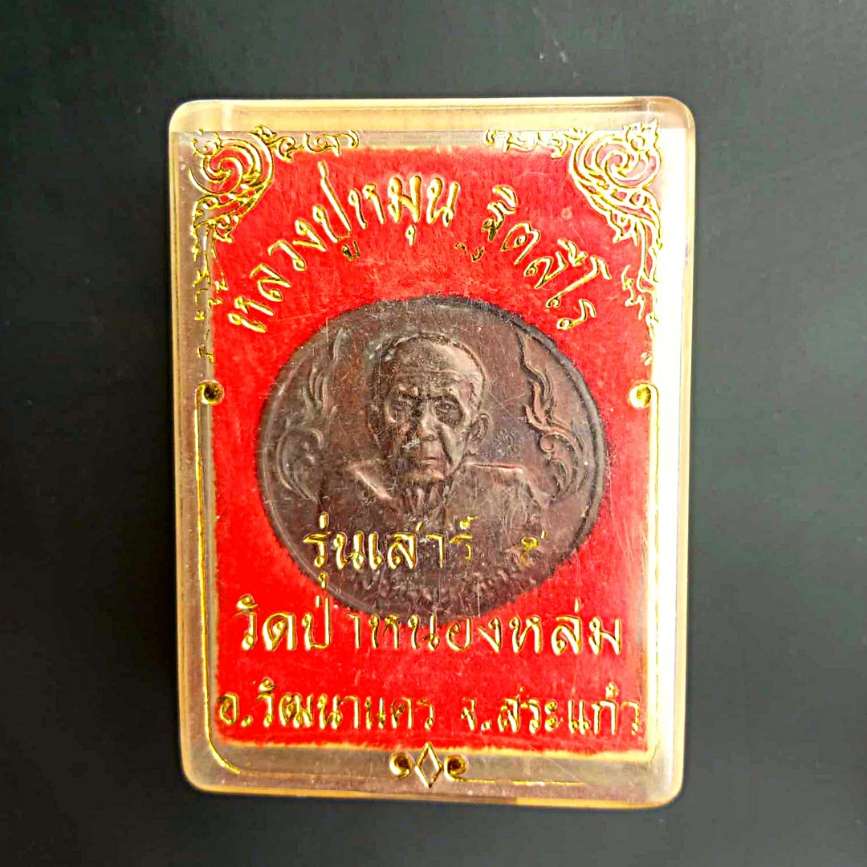 หลวงปู่หมุน ฐิตสีโร
รุ่นเสาร์ ๕
วัดป่าหนองหล่ม
อ.วัฒนานคร จ.สระแก้ว